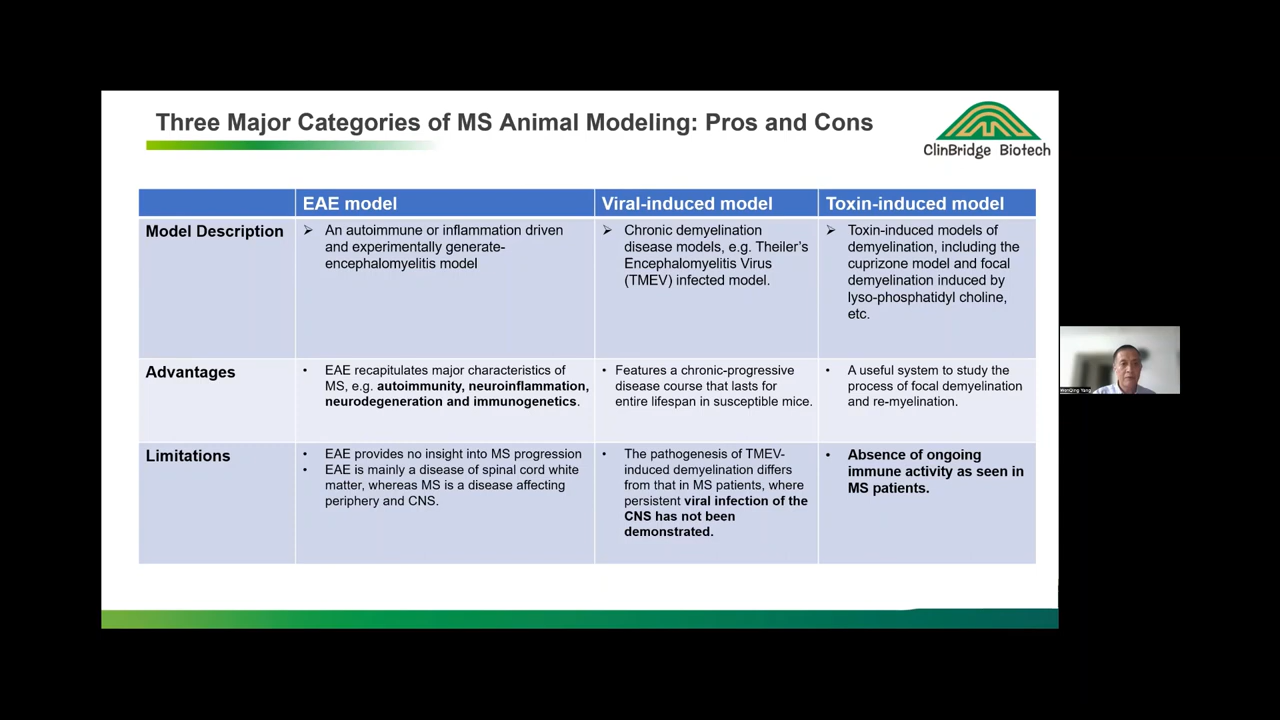 Three Major Categories of MS Animal Modeling: Pros and Cons
ClinBridge Biotech
EAE model
Viral-induced model
Toxin-induced model
Model Description
➢ An autoimmune or inflammation driven
and experimentally generate-
encephalomyelitis model
➢ Chronic demyelination
disease models, e.g. Theiler's
Encephalomyelitis Virus
(TMEV) infected model.
➢ Toxin-induced models of
demyelination, including the
cuprizone model and focal
demyelination induced by
lyso-phosphatidyl choline,
etc.
Advantages
• EAE recapitulates major characteristics of
MS, e.g. autoimmunity, neuroinflammation,
neurodegeneration and immunogenetics.
• Features a chronic-progressive
disease course that lasts for
entire lifespan in susceptible mice.
• A useful system to study the
process of focal demyelination
and re-myelination.
Limitations
• EAE provides no insight into MS progression
• EAE is mainly a disease of spinal cord white
matter, whereas MS is a disease affecting
periphery and CNS.
• The pathogenesis of TMEV-
induced demyelination differs
from that in MS patients, where
persistent viral infection of the
CNS has not been
demonstrated.
• Absence of ongoing
immune activity as seen in
MS patients.
WenQing Yang